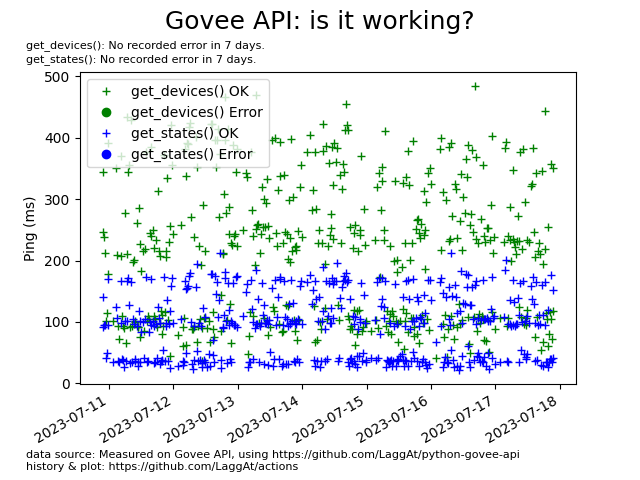 Govee API: is it working?
get_devices(): No recorded error in 7 days.
get_states(): No recorded error in 7 days.
get_devices() OK
get_devices() Error
get_states() OK
get_states() Error
Ping (ms)
500
400
300
200
100
0
2023-07-11
2023-07-12
2023-07-13
2023-07-14
2023-07-15
2023-07-16
2023-07-17
2023-07-18
data source: Measured on Govee API, using https://github.com/LaggAt/python-govee-api
history & plot: https://github.com/LaggAt/actions